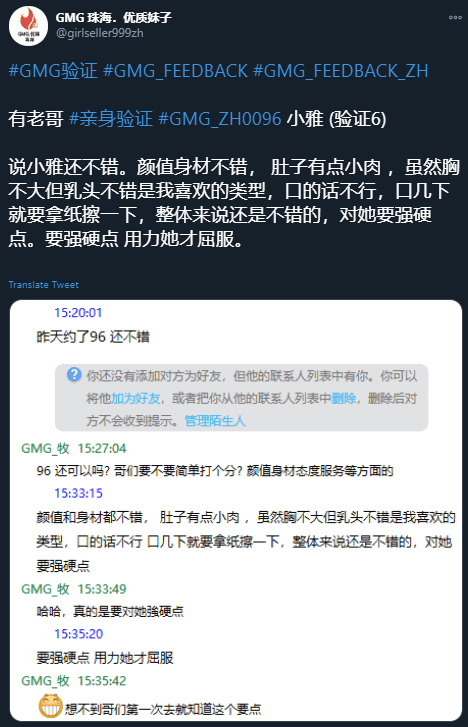 GMG 珠海．优质妹子
@girlseller999zh
GMG.优騷
珠海
#GMG验证 #GMG_FEEDBACK #GMG_FEEDBACK_ZH
有老哥 #亲身验证 #GMG_ZH0096 小雅 (验证6)
说小雅还不错。颜值身材不错， 肚子有点小肉 ，虽然胸
不大但乳头不错是我喜欢的类型，口的话不行，口几下
就要拿纸擦一下，整体来说还是不错的，对她要强硬
点。要强硬点 用力她才屈服。
Translate Tweet
15:20:01
昨天约了96 还不错
你还没有添加对方为好友，但他的联系人列表中有你。你可以
将他加为好友，或者把你从他的联系人列表中删除，删除后对
方不会收到提示。管理陌生人
GMG_牧 15:27:04
96 还可以吗? 哥们要不要简单打个分? 颜值身材态度服务等方面的
15:33:15
颜值和身材都不错， 肚子有点小肉 ，虽然胸不大但乳头不错是我喜欢的
类型，口的话不行 口几下就要拿纸擦一下，整体来说还是不错的，对她
要强硬点
GMG_牧 15:33:49
哈哈，真的是要对她強硬点
15:35:20
要强硬点 用力她才屈服
GMG_牧 15:35:42
想不到哥们第一次去就知道这个要点